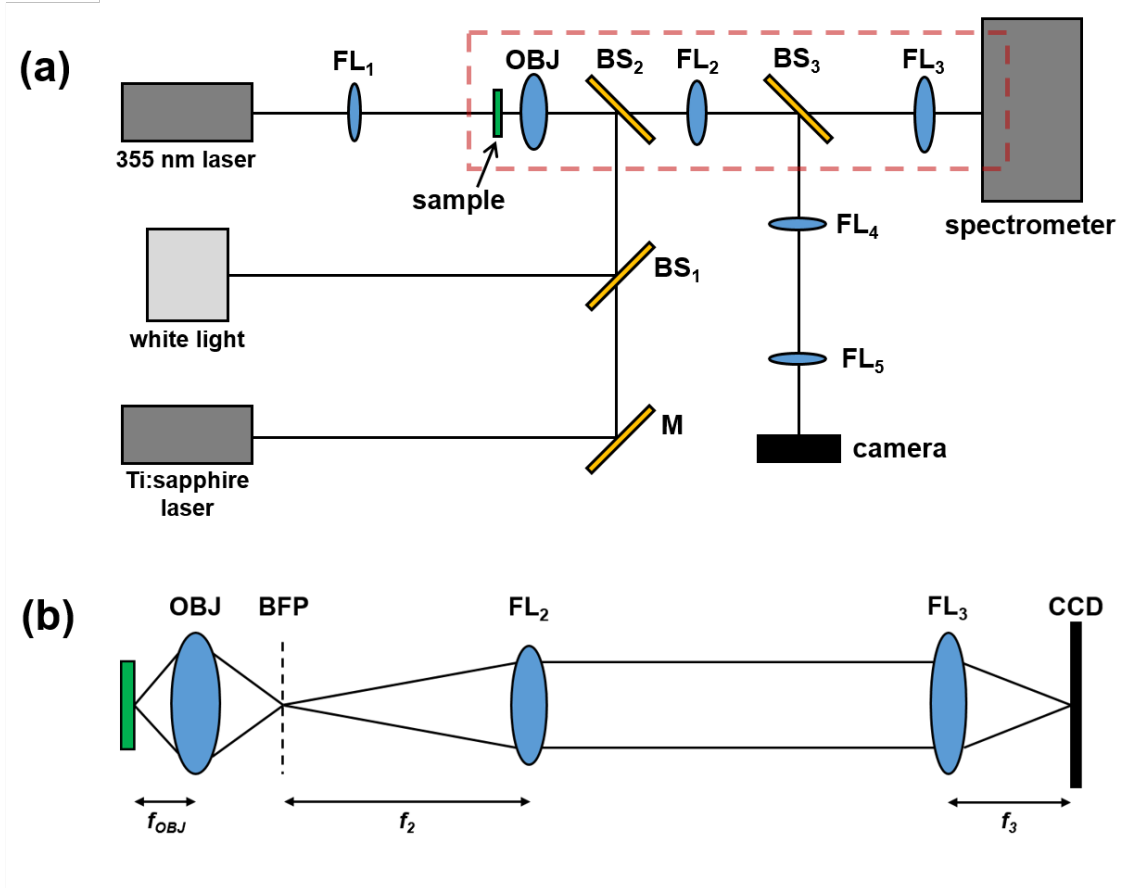 (a)
FL₁
OBJ
BS₂
FL₂
BS₃
FL₃
355 nm laser
sample
spectrometer
FL₄
BS₁
white light
FL₅
M
camera
Ti:sapphire
laser
(b)
OBJ
BFP
FL₂
FL₃
CCD
f_OBJ
f₂
f₃